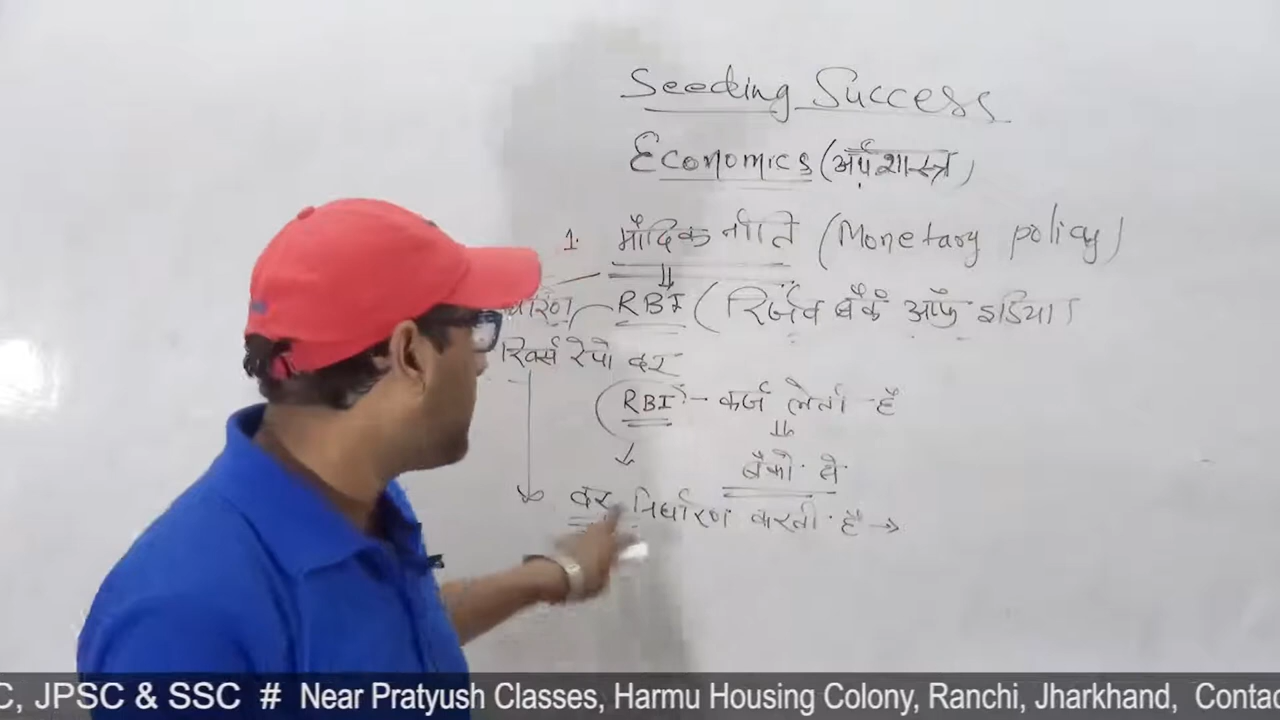 Seeding Success
Economics (अर्थशास्त्र)
1. मौद्रिक नीति (Monetary policy)
RBI (रिर्जव बैंक ऑफ इंडिया)
रिवर्स रेपो दर
RBI :- कर्ज लेता है
बैंको से
दर निर्धारण करती है →
C, JPSC & SSC # Near Pratyush Classes, Harmu Housing Colony, Ranchi, Jharkhand, Contac